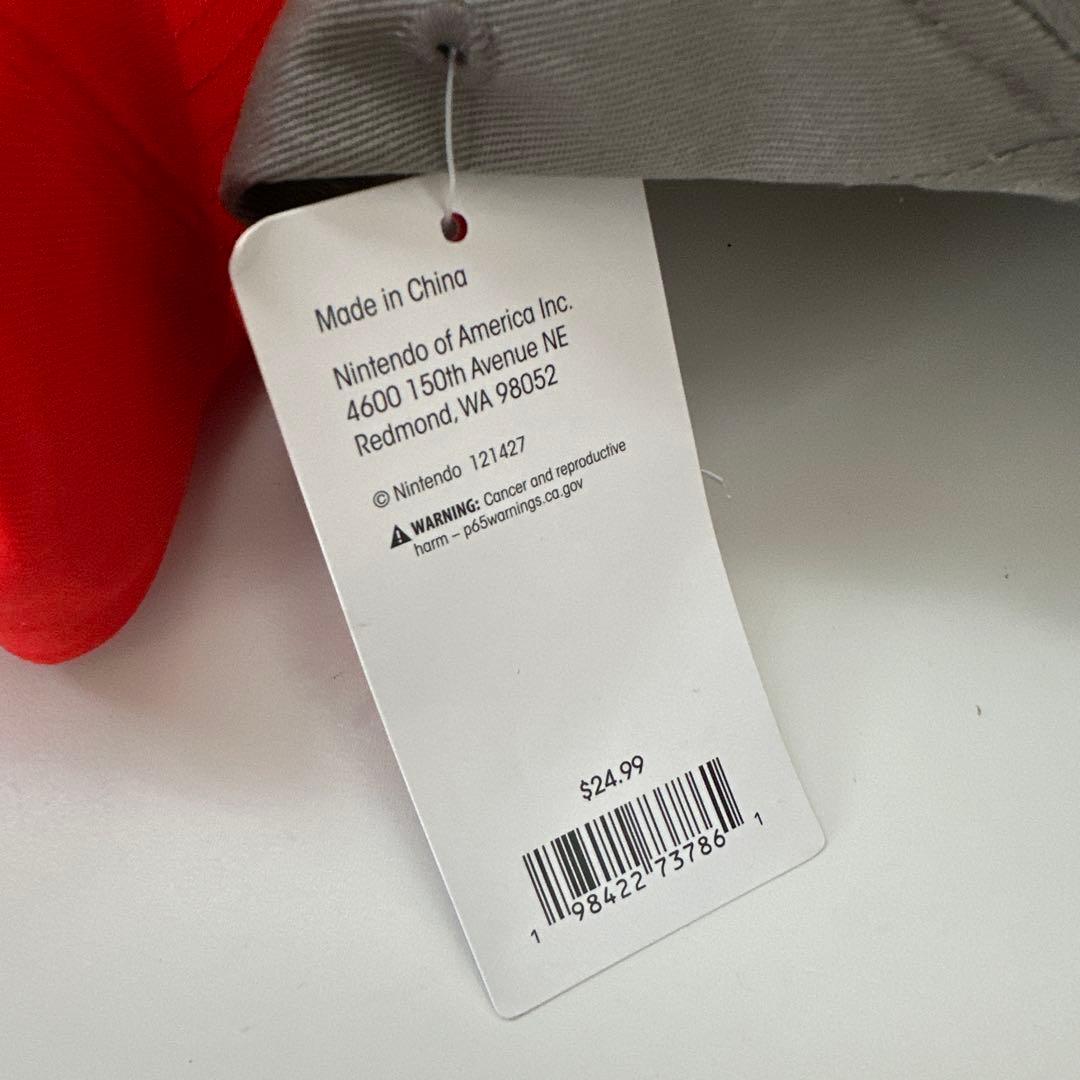 Made in China
Nintendo of America Inc.
4600 150th Avenue NE
Redmond, WA 98052
© Nintendo 121427
⚠ WARNING: Cancer and reproductive
harm – p65warnings.ca.gov
$24.99
1 98422 73786 1